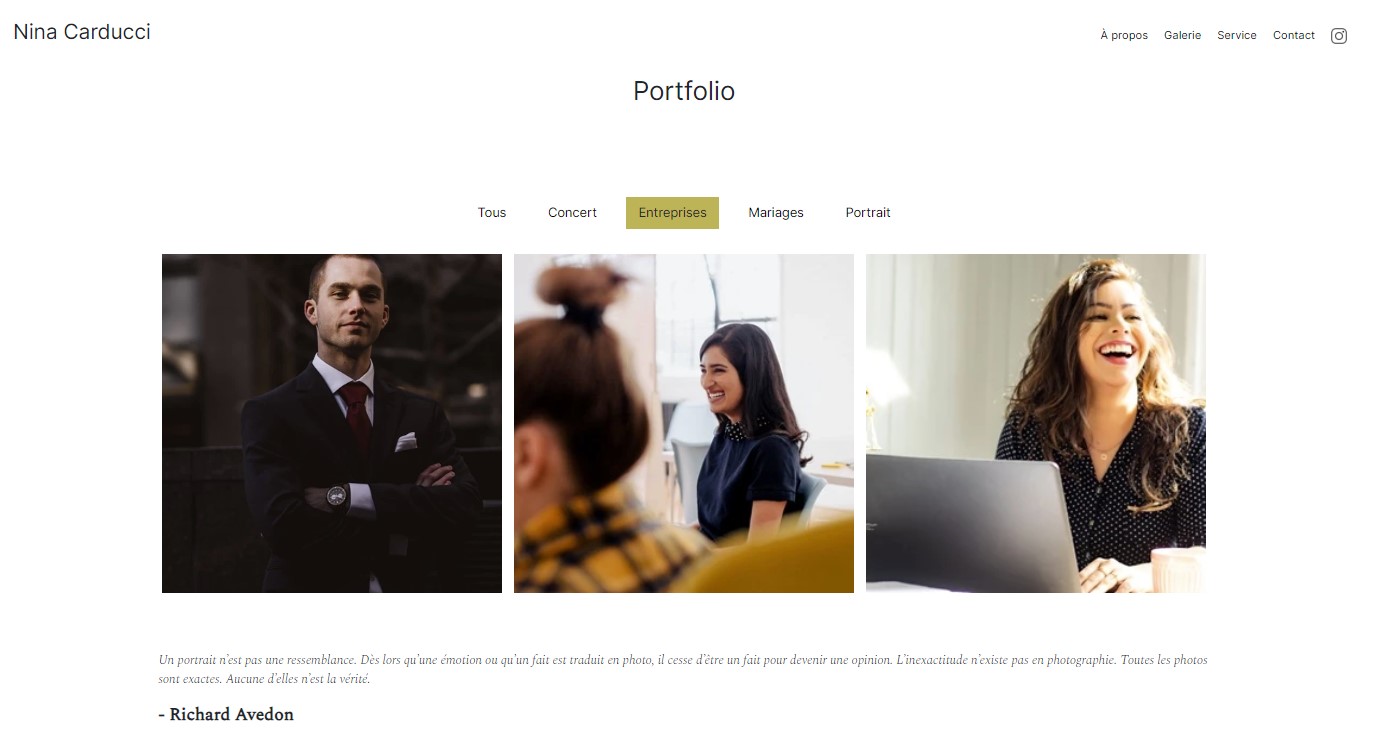 Nina Carducci
À propos Galerie Service Contact
Portfolio
Tous Concert Entreprises Mariages Portrait
Un portrait n’est pas une ressemblance. Dès lors qu’une émotion ou qu’un fait est traduit en photo, il cesse d’être un fait pour devenir une opinion. L’inexactitude n’existe pas en photographie. Toutes les photos
sont exactes. Aucune d’elles n’est la vérité.
- Richard Avedon